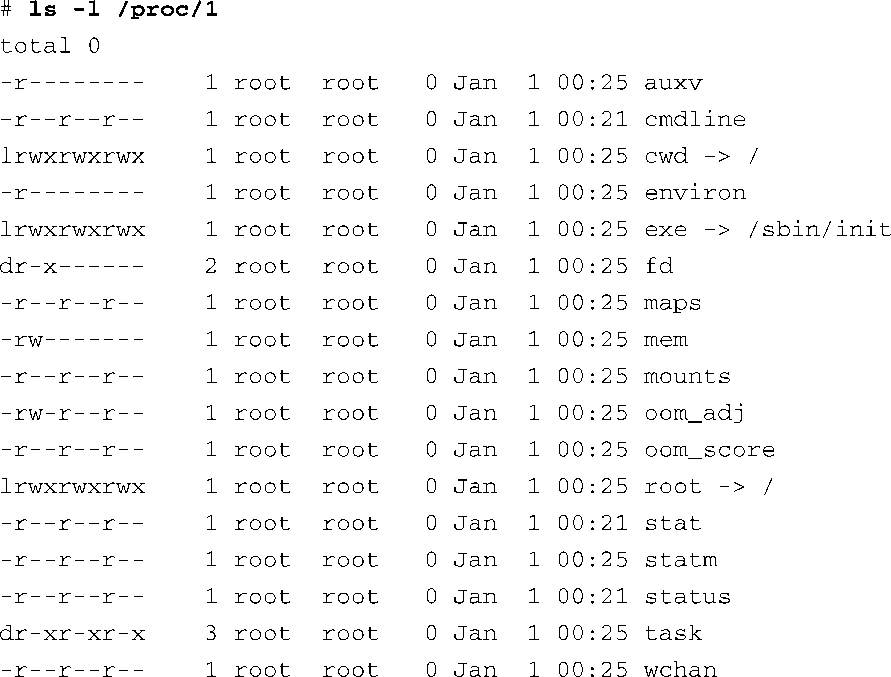 # ls -l /proc/1
total 0
-r-------- 1 root root 0 Jan 1 00:25 auxv
-r--r--r-- 1 root root 0 Jan 1 00:21 cmdline
lrwxrwxrwx 1 root root 0 Jan 1 00:25 cwd -> /
-r-------- 1 root root 0 Jan 1 00:25 environ
lrwxrwxrwx 1 root root 0 Jan 1 00:25 exe -> /sbin/init
dr-x------ 2 root root 0 Jan 1 00:25 fd
-r--r--r-- 1 root root 0 Jan 1 00:25 maps
-rw------- 1 root root 0 Jan 1 00:25 mem
-r--r--r-- 1 root root 0 Jan 1 00:25 mounts
-rw-r--r-- 1 root root 0 Jan 1 00:25 oom_adj
-r--r--r-- 1 root root 0 Jan 1 00:25 oom_score
lrwxrwxrwx 1 root root 0 Jan 1 00:25 root -> /
-r--r--r-- 1 root root 0 Jan 1 00:21 stat
-r--r--r-- 1 root root 0 Jan 1 00:25 statm
-r--r--r-- 1 root root 0 Jan 1 00:21 status
dr-xr-xr-x 3 root root 0 Jan 1 00:25 task
-r--r--r-- 1 root root 0 Jan 1 00:25 wchan